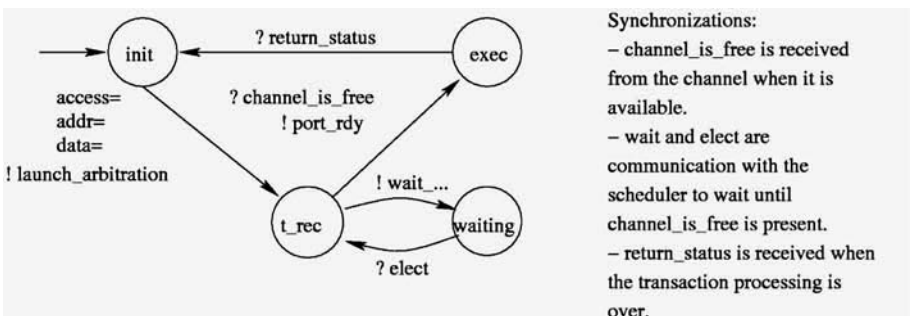 ? return_status
init
exec
access=
addr=
data=
! launch_arbitration
? channel_is_free
! port_rdy
! wait_...
t_rec
waiting
? elect
Synchronizations:
– channel_is_free is received
from the channel when it is
available.
– wait and elect are
communication with the
scheduler to wait until
channel_is_free is present.
– return_status is received when
the transaction processing is
over.